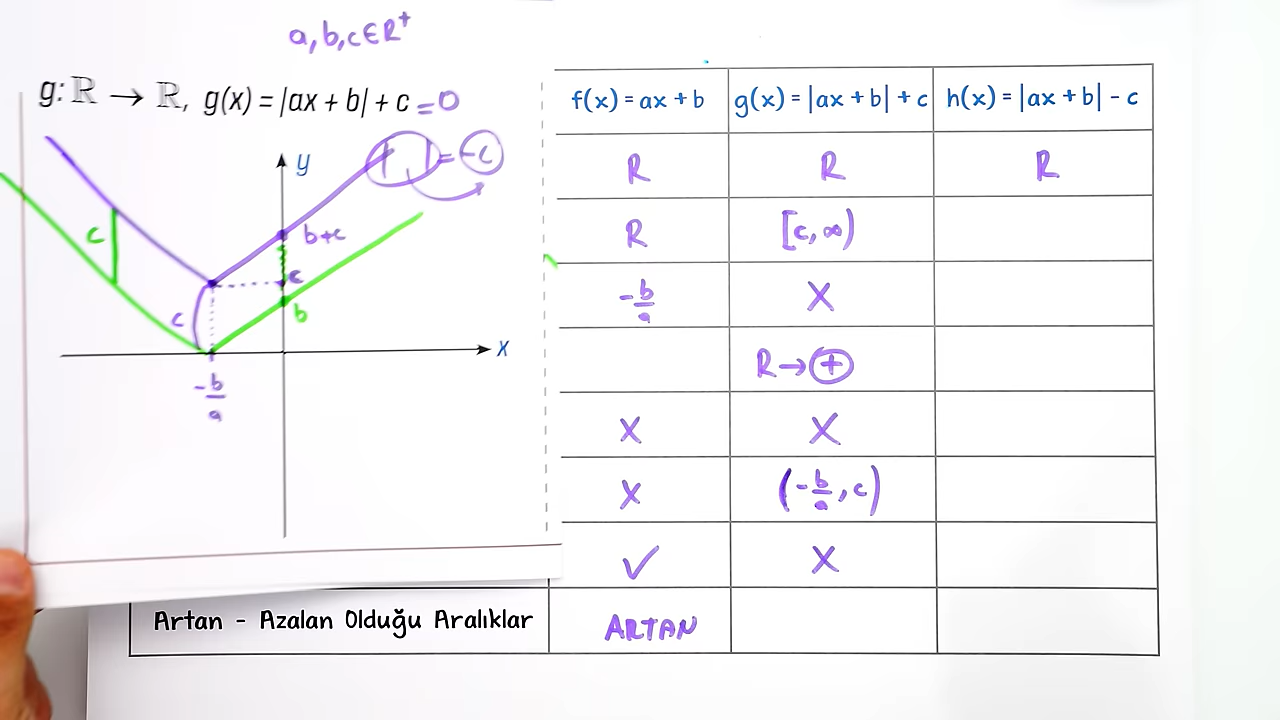 a, b, c ∈ R⁺
g: ℝ → ℝ, g(x) = |ax + b| + c = 0
y
| | = -c
b+c
c
c
b
c
x
-b/a
f(x) = ax + b g(x) = |ax + b| + c h(x) = |ax + b| - c
R R R
R [c, ∞)
-b/a X
R → +
X X
X (-b/a, c)
✓ X
Artan - Azalan Olduğu Aralıklar ARTAN